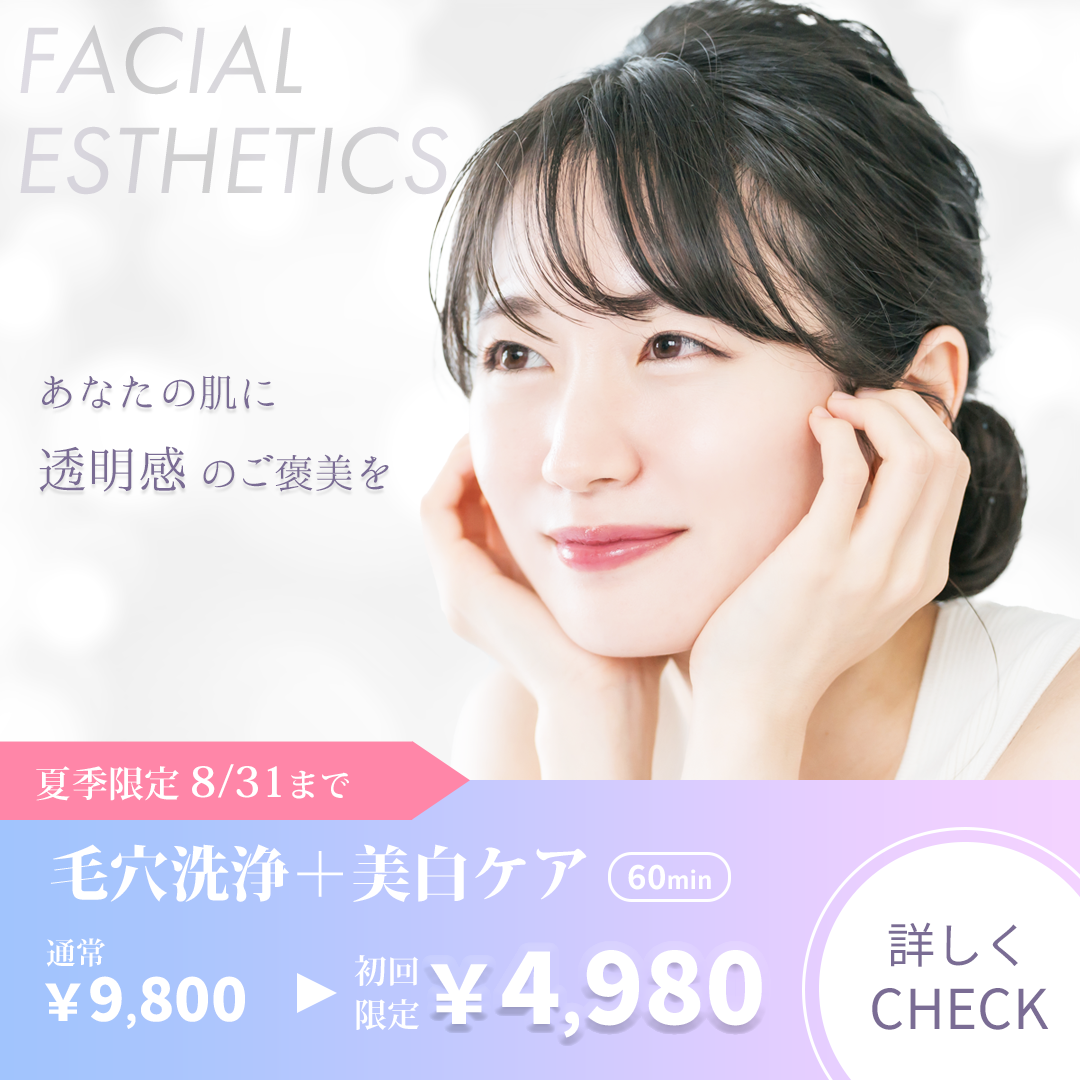 FACIAL
ESTHETICS
あなたの肌に
透明感のご褒美を
夏季限定 8/31まで
毛穴洗浄＋美白ケア 60min
通常
¥9,800
▶
初回
限定
¥4,980
詳しく
CHECK